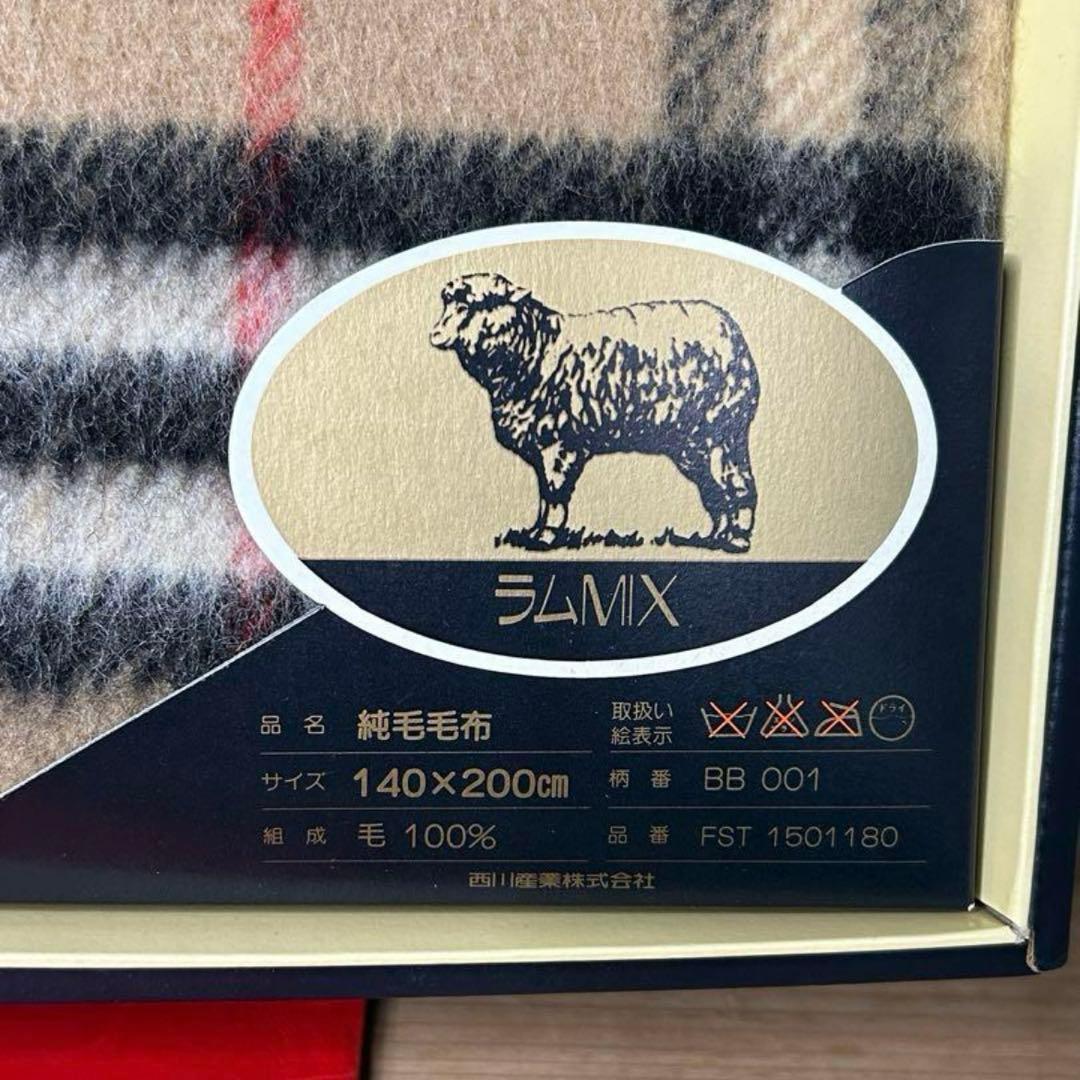 ラムMIX
品名 純毛毛布
サイズ 140×200cm
組成 毛 100%
取扱い
絵表示
ドライ
柄番 BB 001
品番 FST 1501180
西川産業株式会社